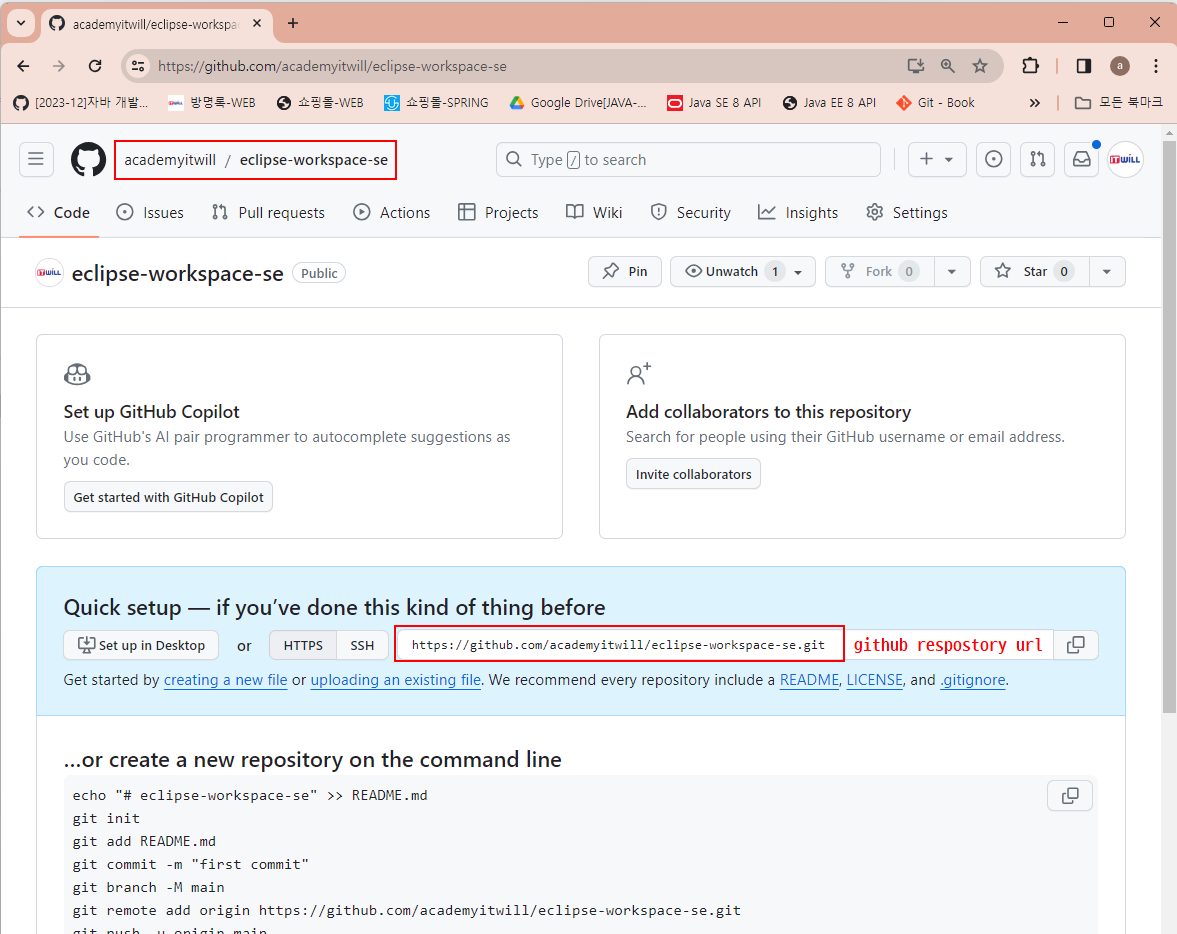 academyitwill/eclipse-workspa
https://github.com/academyitwill/eclipse-workspace-se
a
[2023-12]자바 개발... 방명록-WEB 쇼핑몰-WEB 쇼핑몰-SPRING Google Drive[JAVA-... Java SE 8 API Java EE 8 API Git - Book » 모든 북마크
academyitwill / eclipse-workspace-se
Type / to search
ITWILL
Code Issues Pull requests Actions Projects Wiki Security Insights Settings
ITWILL eclipse-workspace-se Public
Pin Unwatch 1 Fork 0 Star 0
Set up GitHub Copilot
Use GitHub's AI pair programmer to autocomplete suggestions as
you code.
Get started with GitHub Copilot
Add collaborators to this repository
Search for people using their GitHub username or email address.
Invite collaborators
Quick setup — if you’ve done this kind of thing before
Set up in Desktop or HTTPS SSH https://github.com/academyitwill/eclipse-workspace-se.git github respostory url
Get started by creating a new file or uploading an existing file. We recommend every repository include a README, LICENSE, and .gitignore.
...or create a new repository on the command line
echo "# eclipse-workspace-se" >> README.md
git init
git add README.md
git commit -m "first commit"
git branch -M main
git remote add origin https://github.com/academyitwill/eclipse-workspace-se.git
git push -u origin main